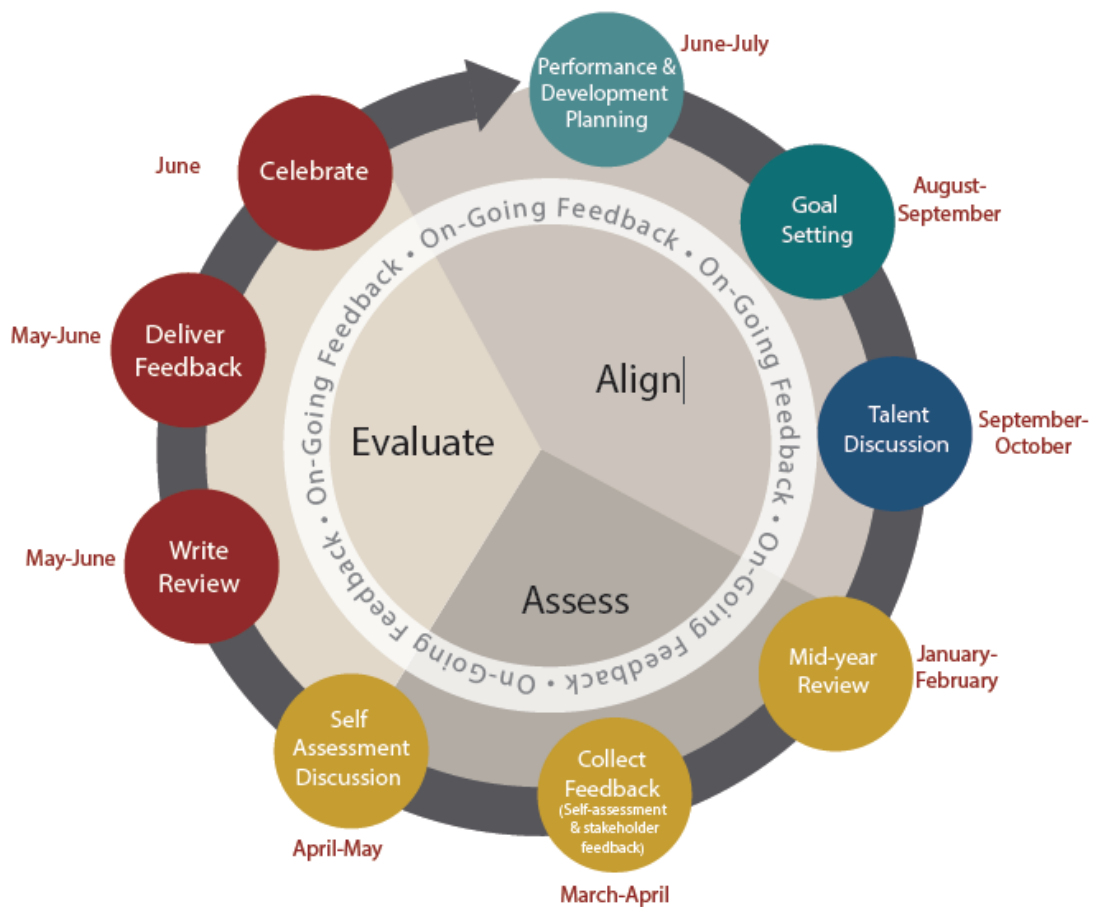 June-July
Performance &
Development
Planning
August-
September
Goal
Setting
September-
October
Talent
Discussion
January-
February
Mid-year
Review
Collect
Feedback
(Self-assessment
& stakeholder
feedback)
March-April
Self
Assessment
Discussion
April-May
Write
Review
May-June
Deliver
Feedback
May-June
Celebrate
June
On-Going Feedback • On-Going Feedback • On-Going Feedback • On-Going Feedback • On-Going Feedback • On-Going Feedback •
Align
Assess
Evaluate